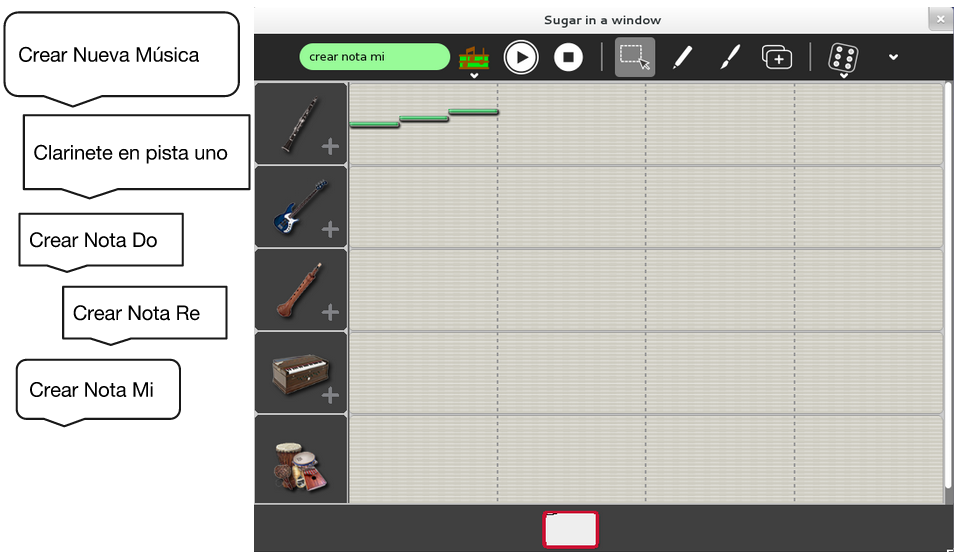 Crear Nueva Música
Clarinete en pista uno
Crear Nota Do
Crear Nota Re
Crear Nota Mi
Sugar in a window
crear nota mi